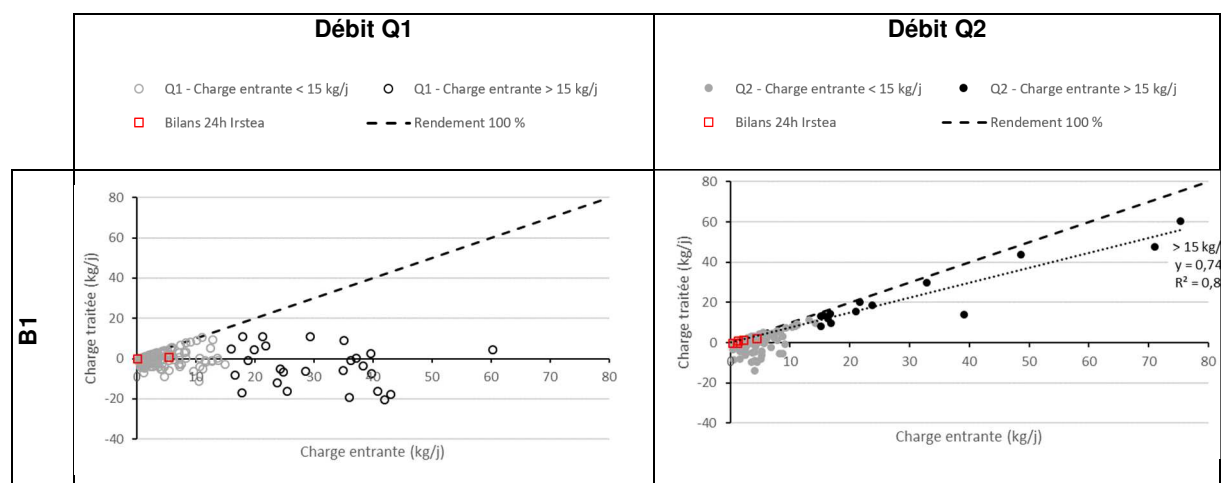 Débit Q1
Débit Q2
Q1 - Charge entrante < 15 kg/j
Q1 - Charge entrante > 15 kg/j
Bilans 24h Irstea
Rendement 100 %
Q2 - Charge entrante < 15 kg/j
Q2 - Charge entrante > 15 kg/j
Bilans 24h Irstea
Rendement 100 %
B1
Charge traitée (kg/j)
80
60
40
20
0
-20
-40
0 10 20 30 40 50 60 70 80
Charge entrante (kg/j)
Charge traitée (kg/j)
80
60
40
20
0
-20
-40
0 10 20 30 40 50 60 70 80
> 15 kg/
y = 0,74
R² = 0,8
Charge entrante (kg/j)